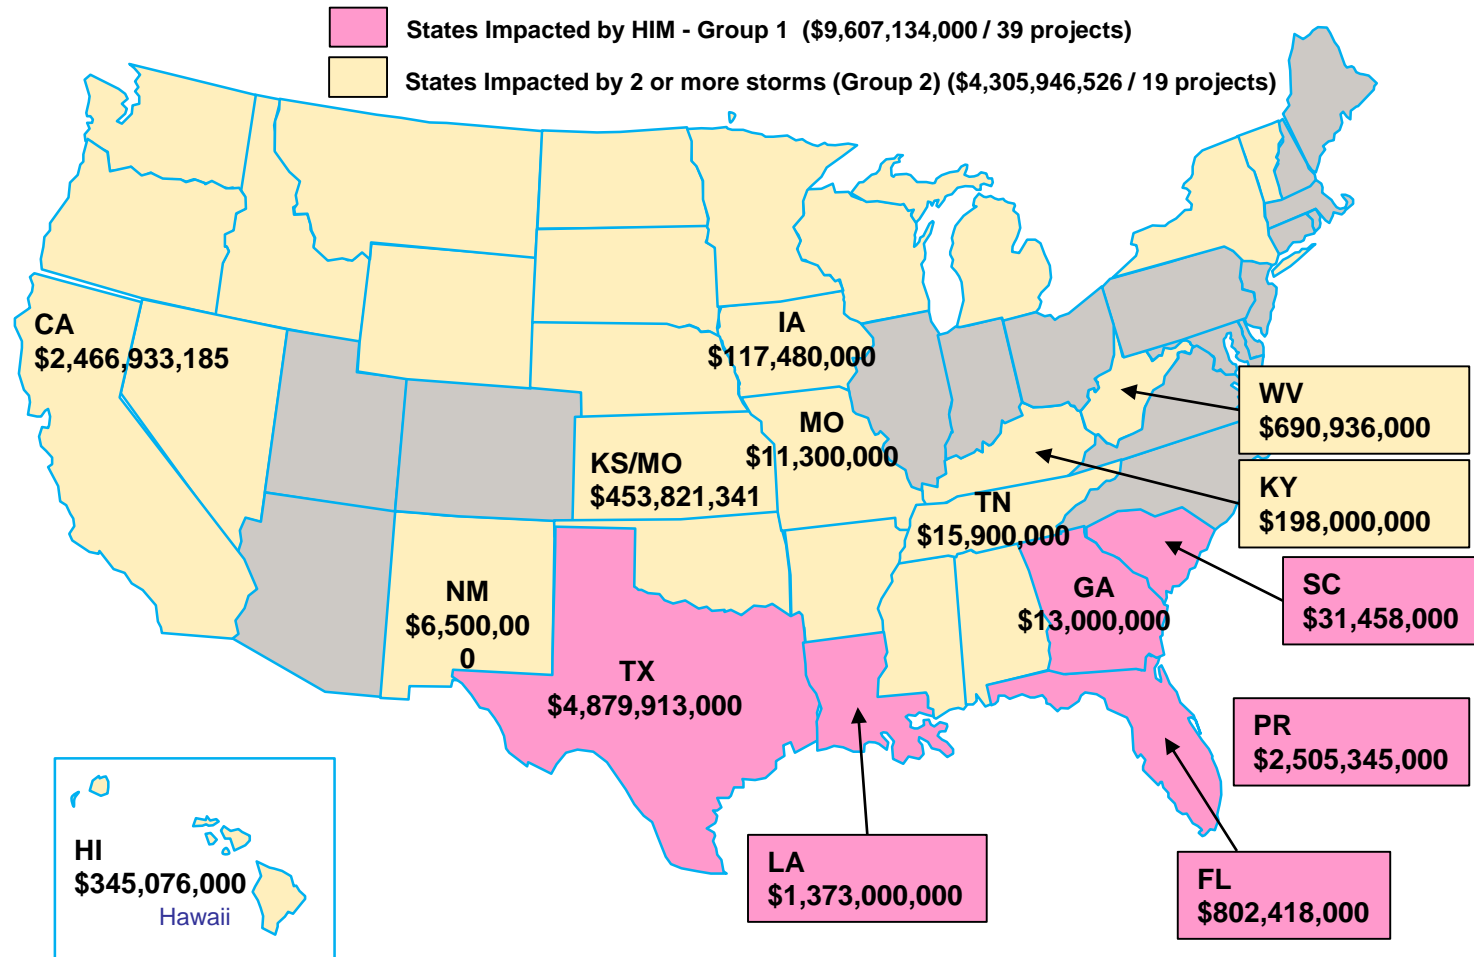 States Impacted by HIM - Group 1 ($9,607,134,000 / 39 projects)
States Impacted by 2 or more storms (Group 2) ($4,305,946,526 / 19 projects)
CA
$2,466,933,185
IA
$117,480,000
MO
$11,300,000
KS/MO
$453,821,341
WV
$690,936,000
KY
$198,000,000
TN
$15,900,000
NM
$6,500,00
0
GA
$13,000,000
SC
$31,458,000
TX
$4,879,913,000
PR
$2,505,345,000
HI
$345,076,000
Hawaii
LA
$1,373,000,000
FL
$802,418,000